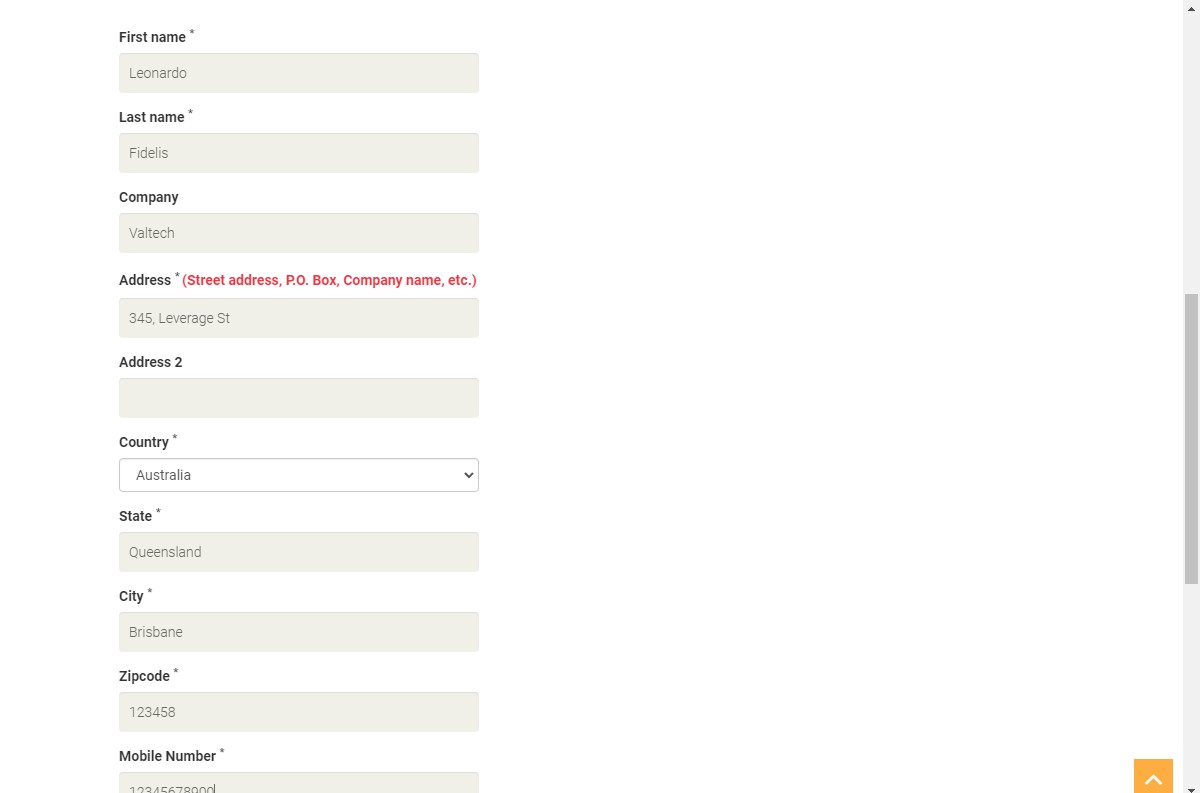 First name *
Leonardo
Last name *
Fidelis
Company
Valtech
Address * (Street address, P.O. Box, Company name, etc.)
345, Leverage St
Address 2
Country *
Australia
State *
Queensland
City *
Brisbane
Zipcode *
123458
Mobile Number *
12345678900